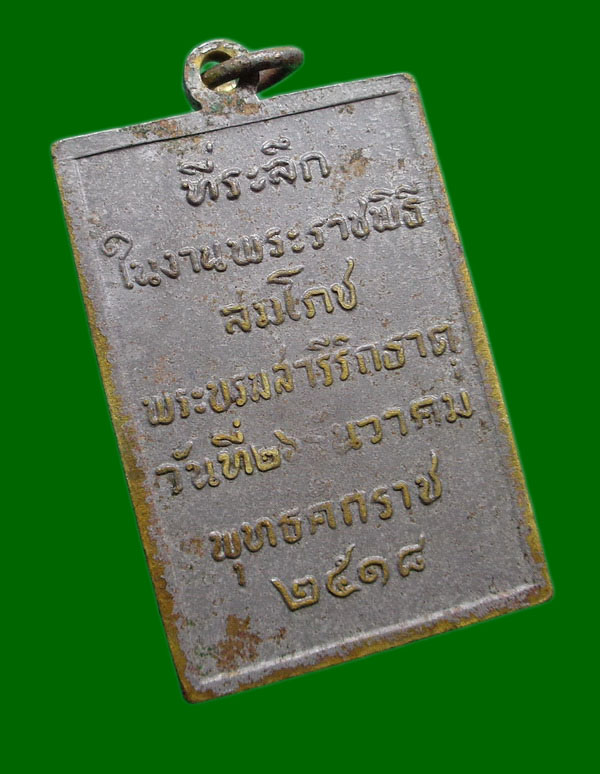 ที่ระลึก
ในงานพระราชพิธี
สมโภช
พระบรมสารีริกธาตุ
วันที่๒๖ นวาคม
พุทธศกราช
๒๕๑๘